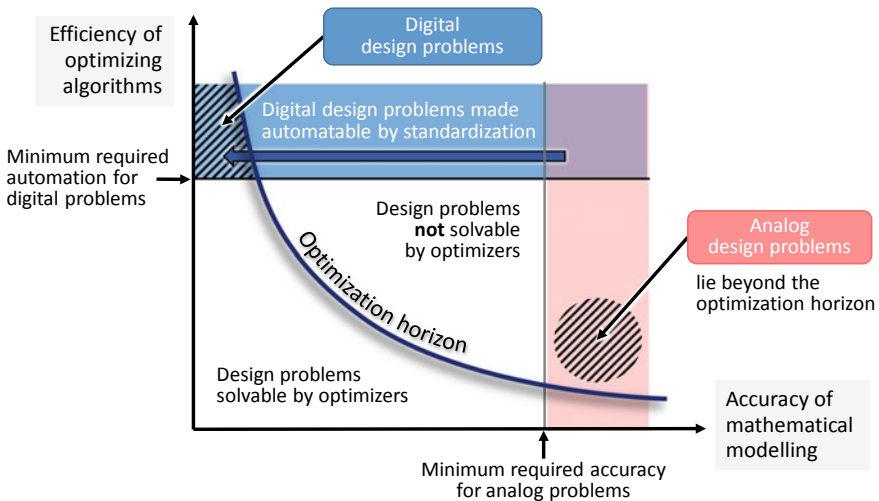 Efficiency of
optimizing
algorithms
Digital
design problems
Digital design problems made
automatable by standardization
Minimum required
automation for
digital problems
Design problems
not solvable
by optimizers
Analog
design problems
lie beyond the
optimization horizon
Optimization horizon
Design problems
solvable by optimizers
Accuracy of
mathematical
modelling
Minimum required accuracy
for analog problems